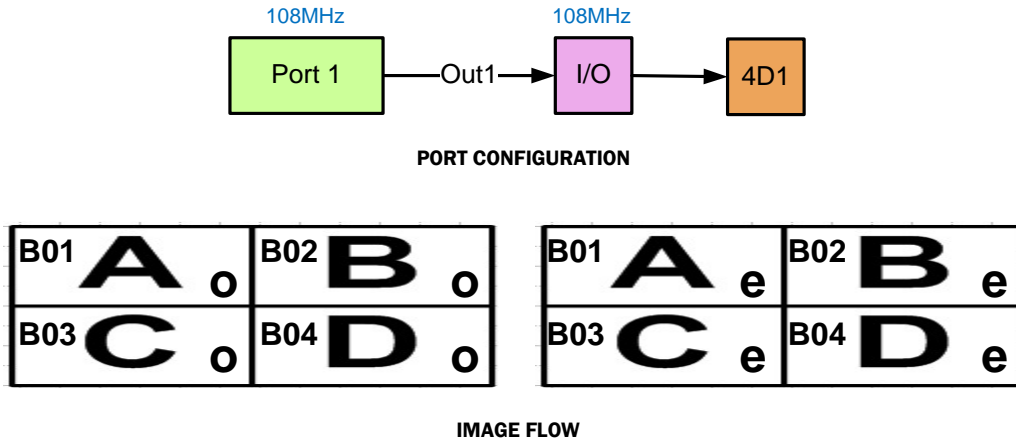 108MHz 108MHz
Port 1 Out1 I/O 4D1
PORT CONFIGURATION
B01 A o B02 B o B01 A e B02 B e
B03 C o B04 D o B03 C e B04 D e
IMAGE FLOW